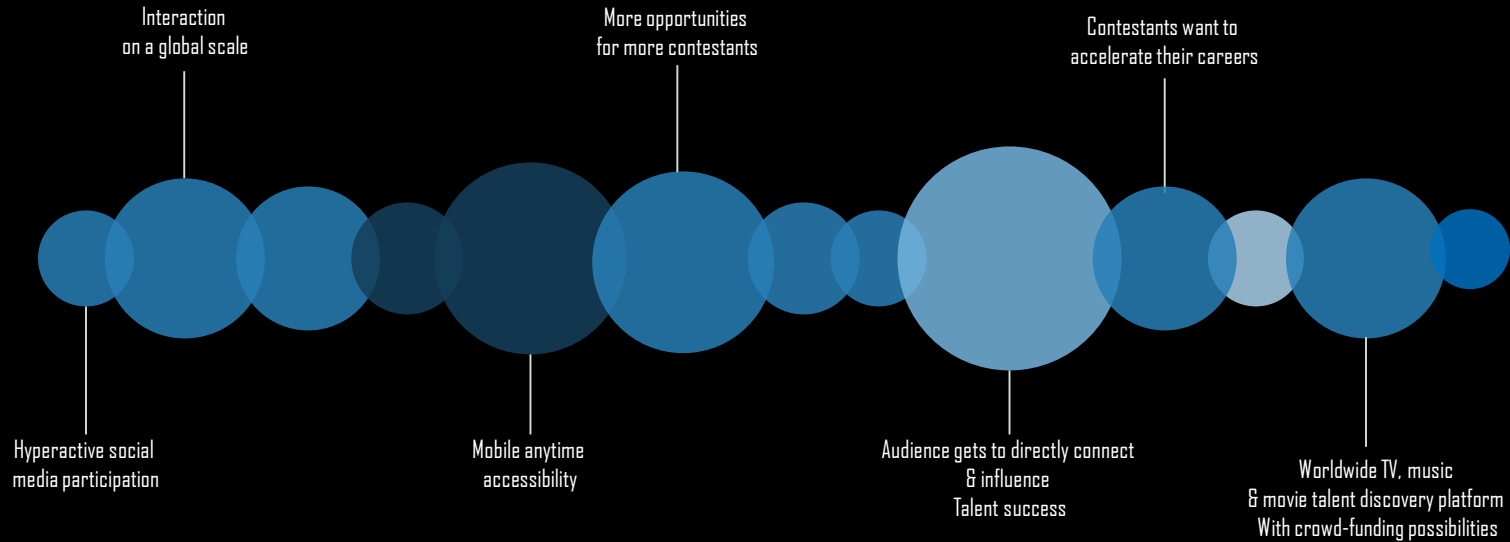 Interaction
on a global scale
More opportunities
for more contestants
Contestants want to
accelerate their careers
Hyperactive social
media participation
Mobile anytime
accessibility
Audience gets to directly connect
& influence
Talent success
Worldwide TV, music
& movie talent discovery platform
With crowd-funding possibilities